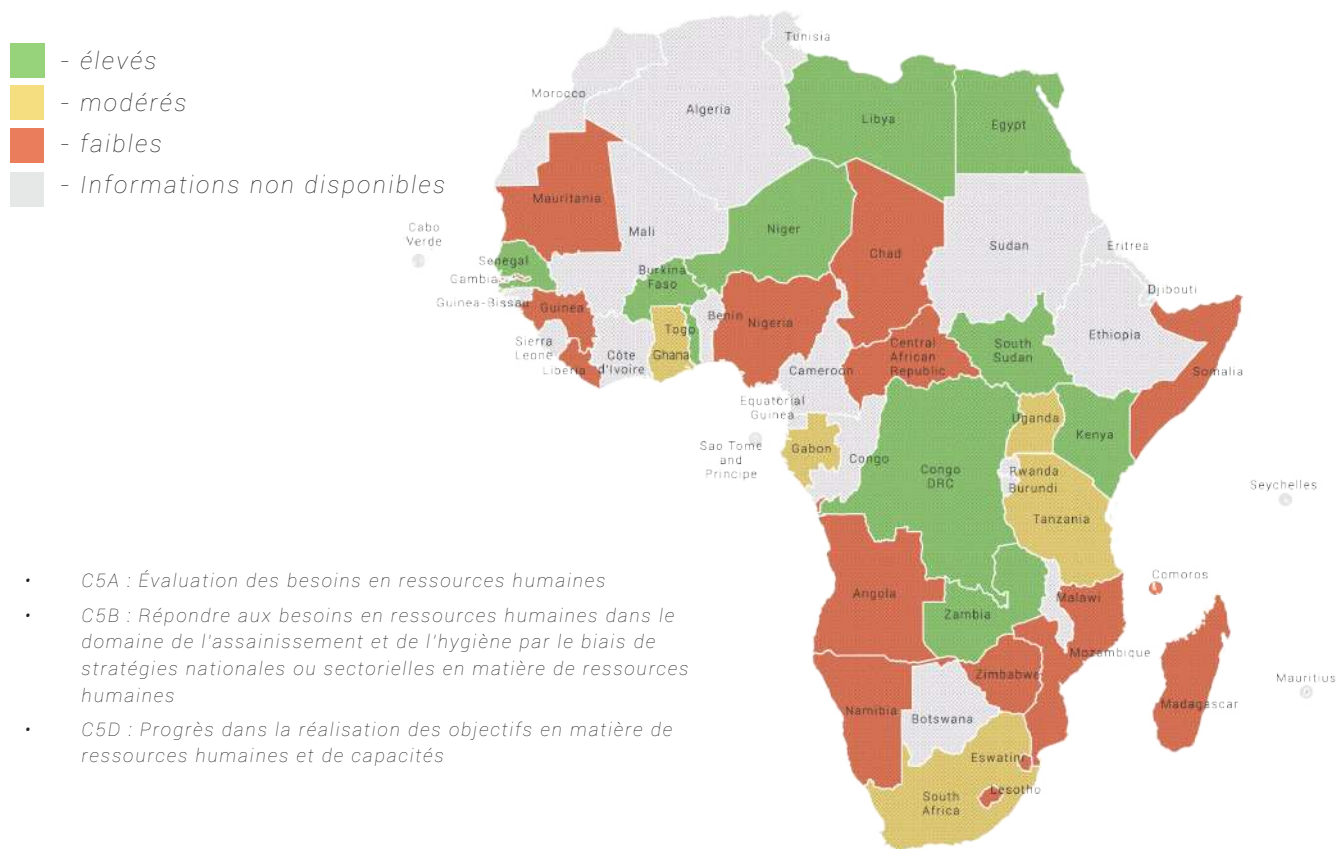 - élevés
- modérés
- faibles
- Informations non disponibles
Tunisia
Morocco
Algeria
Libya
Egypt
Mauritania
Cabo
Verde
Mali
Niger
Chad
Sudan
Eritrea
Senegal
Gambia
Guinea-Bissau
Burkina
Faso
Djibouti
Guinea
Benin
Nigeria
Togo
Ethiopia
Sierra
Leone
Liberia
Côte
d'Ivoire
Ghana
Central
African
Republic
South
Sudan
Somalia
Cameroon
Equatorial
Guinea
Uganda
Kenya
Sao Tome
and
Principe
Gabon
Congo
Congo
DRC
Rwanda
Burundi
Tanzania
Seychelles
Comoros
Angola
Malawi
Zambia
Mozambique
Zimbabwe
Mauritius
Madagascar
Namibia
Botswana
Eswatini
Lesotho
South
Africa
• C5A : Évaluation des besoins en ressources humaines
• C5B : Répondre aux besoins en ressources humaines dans le
domaine de l'assainissement et de l'hygiène par le biais de
stratégies nationales ou sectorielles en matière de ressources
humaines
• C5D : Progrès dans la réalisation des objectifs en matière de
ressources humaines et de capacités